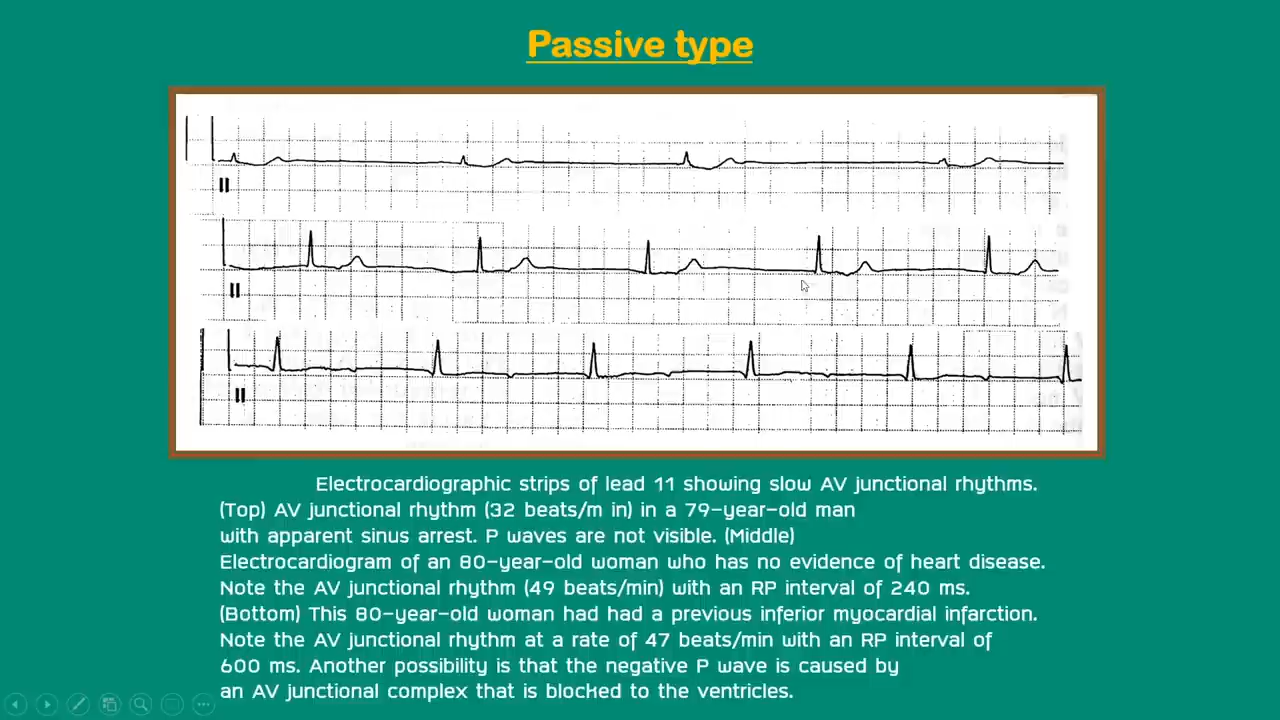 Passive type
II
II
II
Electrocardiographic strips of lead 11 showing slow AV junctional rhythms.
(Top) AV junctional rhythm (32 beats/m in) in a 79-year-old man
with apparent sinus arrest. P waves are not visible. (Middle)
Electrocardiogram of an 80-year-old woman who has no evidence of heart disease.
Note the AV junctional rhythm (49 beats/min) with an RP interval of 240 ms.
(Bottom) This 80-year-old woman had had a previous inferior myocardial infarction.
Note the AV junctional rhythm at a rate of 47 beats/min with an RP interval of
600 ms. Another possibility is that the negative P wave is caused by
an AV junctional complex that is blocked to the ventricles.